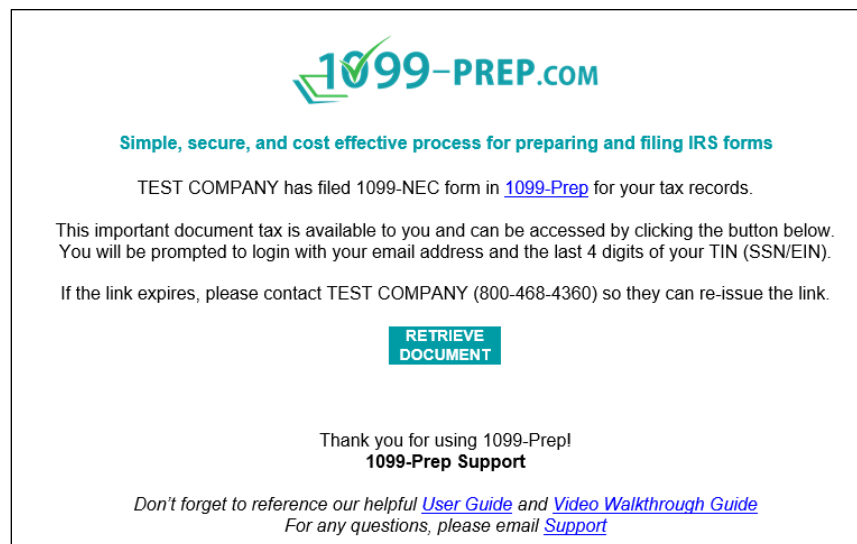 1099-PREP.COM
Simple, secure, and cost effective process for preparing and filing IRS forms
TEST COMPANY has filed 1099-NEC form in 1099-Prep for your tax records.
This important document tax is available to you and can be accessed by clicking the button below.
You will be prompted to login with your email address and the last 4 digits of your TIN (SSN/EIN).
If the link expires, please contact TEST COMPANY (800-468-4360) so they can re-issue the link.
RETRIEVE
DOCUMENT
Thank you for using 1099-Prep!
1099-Prep Support
Don't forget to reference our helpful User Guide and Video Walkthrough Guide
For any questions, please email Support